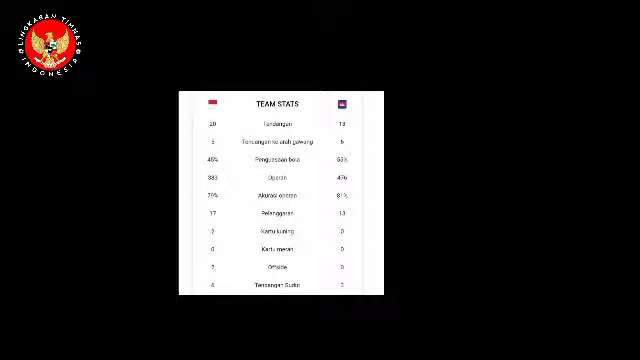 LINGKARAN TIMNAS
INDONESIA
TEAM STATS
20 Tendangan 13
5 Tendangan ke arah gawang 6
45% Penguasaan bola 55%
383 Operan 476
79% Akurasi operan 81%
17 Pelanggaran 13
2 Kartu kuning 0
0 Kartu merah 0
2 Offside 0
6 Tendangan Sudut 3